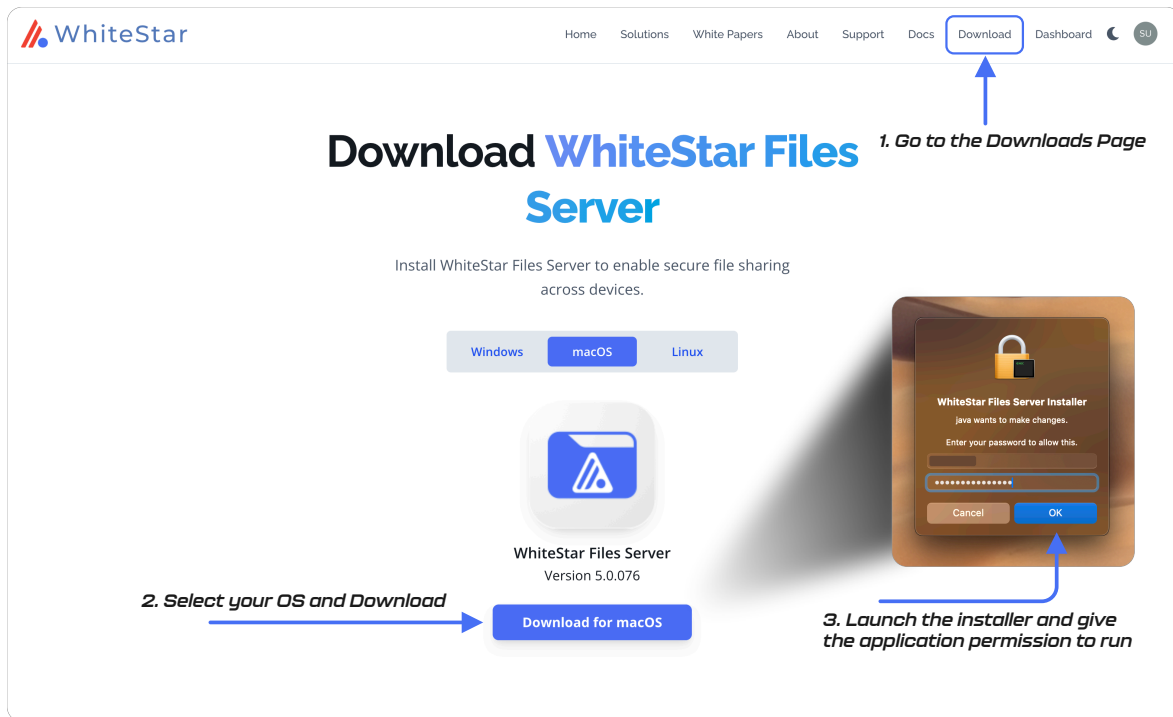 WhiteStar
Home Solutions White Papers About Support Docs Download Dashboard SU
1. Go to the Downloads Page
Download WhiteStar Files
Server
Install WhiteStar Files Server to enable secure file sharing
across devices.
Windows macOS Linux
WhiteStar Files Server
Version 5.0.076
2. Select your OS and Download
Download for macOS
WhiteStar Files Server Installer
java wants to make changes.
Enter your password to allow this.
Cancel OK
3. Launch the installer and give
the application permission to run